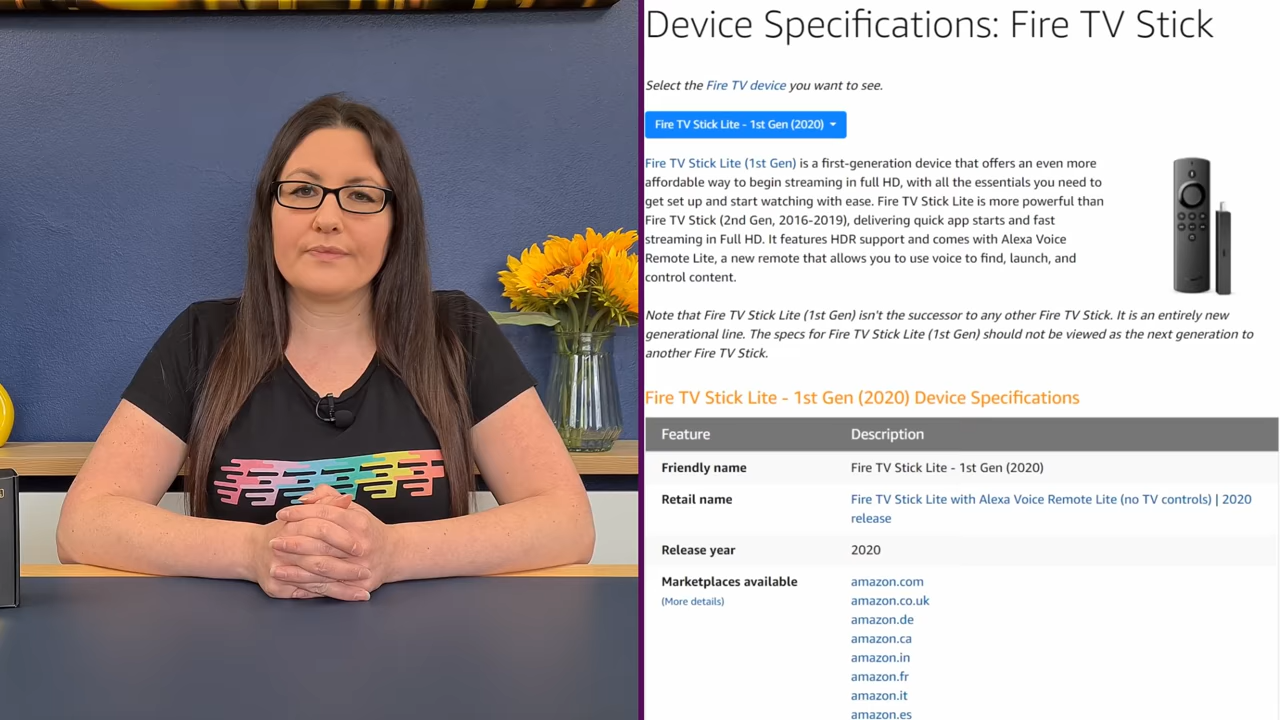 Device Specifications: Fire TV Stick
Select the Fire TV device you want to see.
Fire TV Stick Lite - 1st Gen (2020)
Fire TV Stick Lite (1st Gen) is a first-generation device that offers an even more
affordable way to begin streaming in full HD, with all the essentials you need to
get set up and start watching with ease. Fire TV Stick Lite is more powerful than
Fire TV Stick (2nd Gen, 2016-2019), delivering quick app starts and fast
streaming in Full HD. It features HDR support and comes with Alexa Voice
Remote Lite, a new remote that allows you to use voice to find, launch, and
control content.
Note that Fire TV Stick Lite (1st Gen) isn't the successor to any other Fire TV Stick. It is an entirely new
generational line. The specs for Fire TV Stick Lite (1st Gen) should not be viewed as the next generation to
another Fire TV Stick.
Fire TV Stick Lite - 1st Gen (2020) Device Specifications
Feature Description
Friendly name Fire TV Stick Lite - 1st Gen (2020)
Retail name Fire TV Stick Lite with Alexa Voice Remote Lite (no TV controls) | 2020
release
Release year 2020
Marketplaces available amazon.com
(More details) amazon.co.uk
amazon.de
amazon.ca
amazon.in
amazon.fr
amazon.it
amazon.es